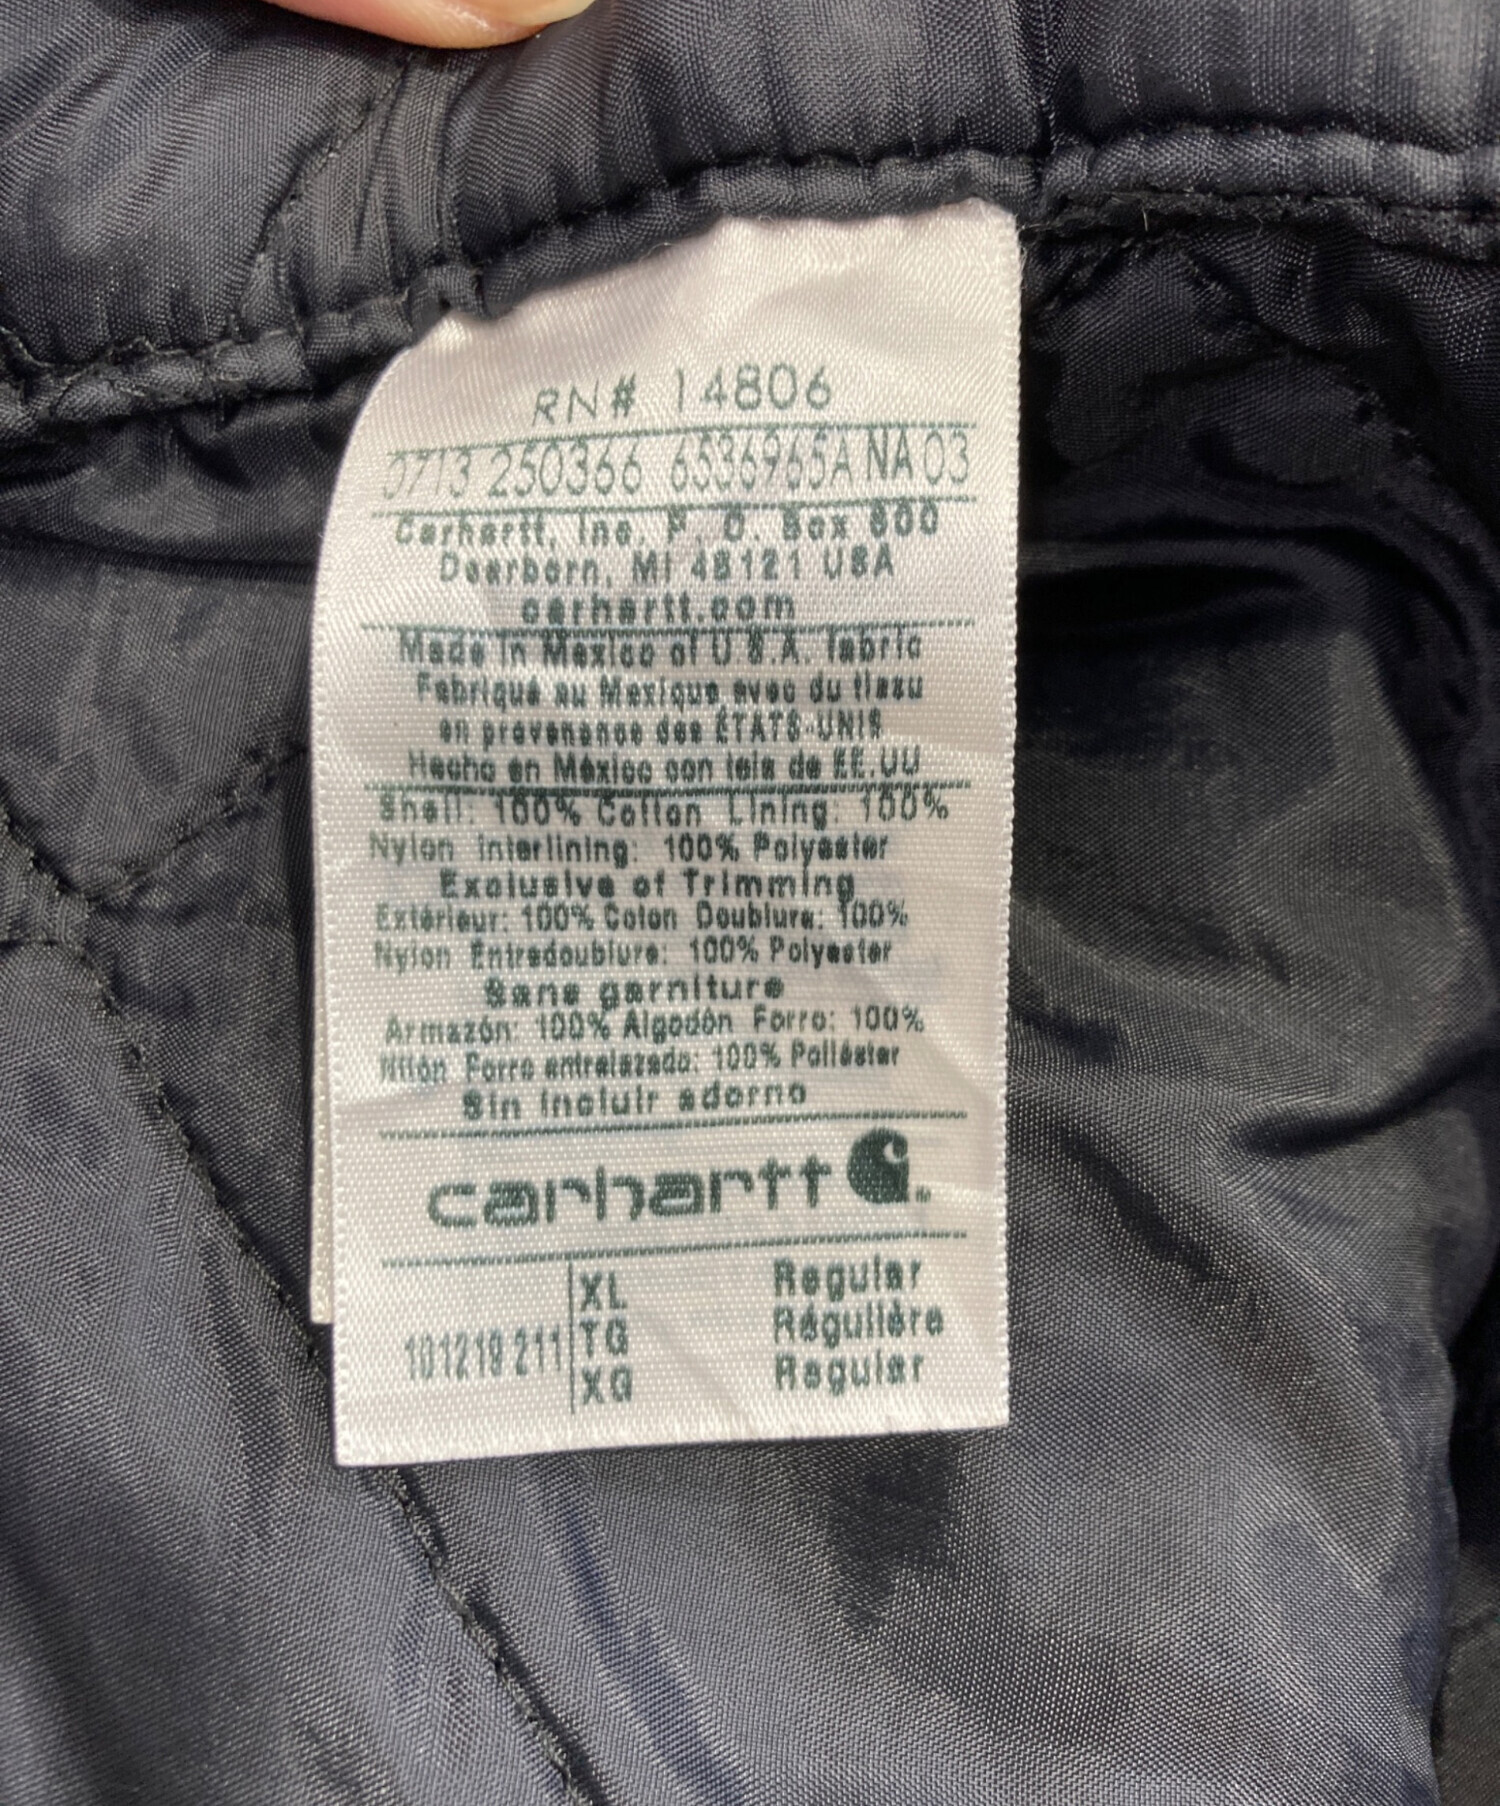 RN# 14806
0713 250366 6536965A NA 03
Carhartt, Inc. P. O. Box 600
Dearborn, MI 48121 USA
carhartt.com
Made in Mexico of U.S.A. fabric
Fabriqué au Mexique avec du tissu
en provenance des ÉTATS-UNIS
Hecho en México con tela de EE.UU
Shell: 100% Cotton Lining: 100%
Nylon Interlining: 100% Polyester
Exclusive of Trimming
Extérieur: 100% Coton Doublure: 100%
Nylon Entredoublure: 100% Polyester
Sans garniture
Armazón: 100% Algodón Forro: 100%
Nilón Forro entrelazado: 100% Poliéster
Sin incluir adorno
carhartt
XL Regular
101219 211 TG Régulière
XG Regular